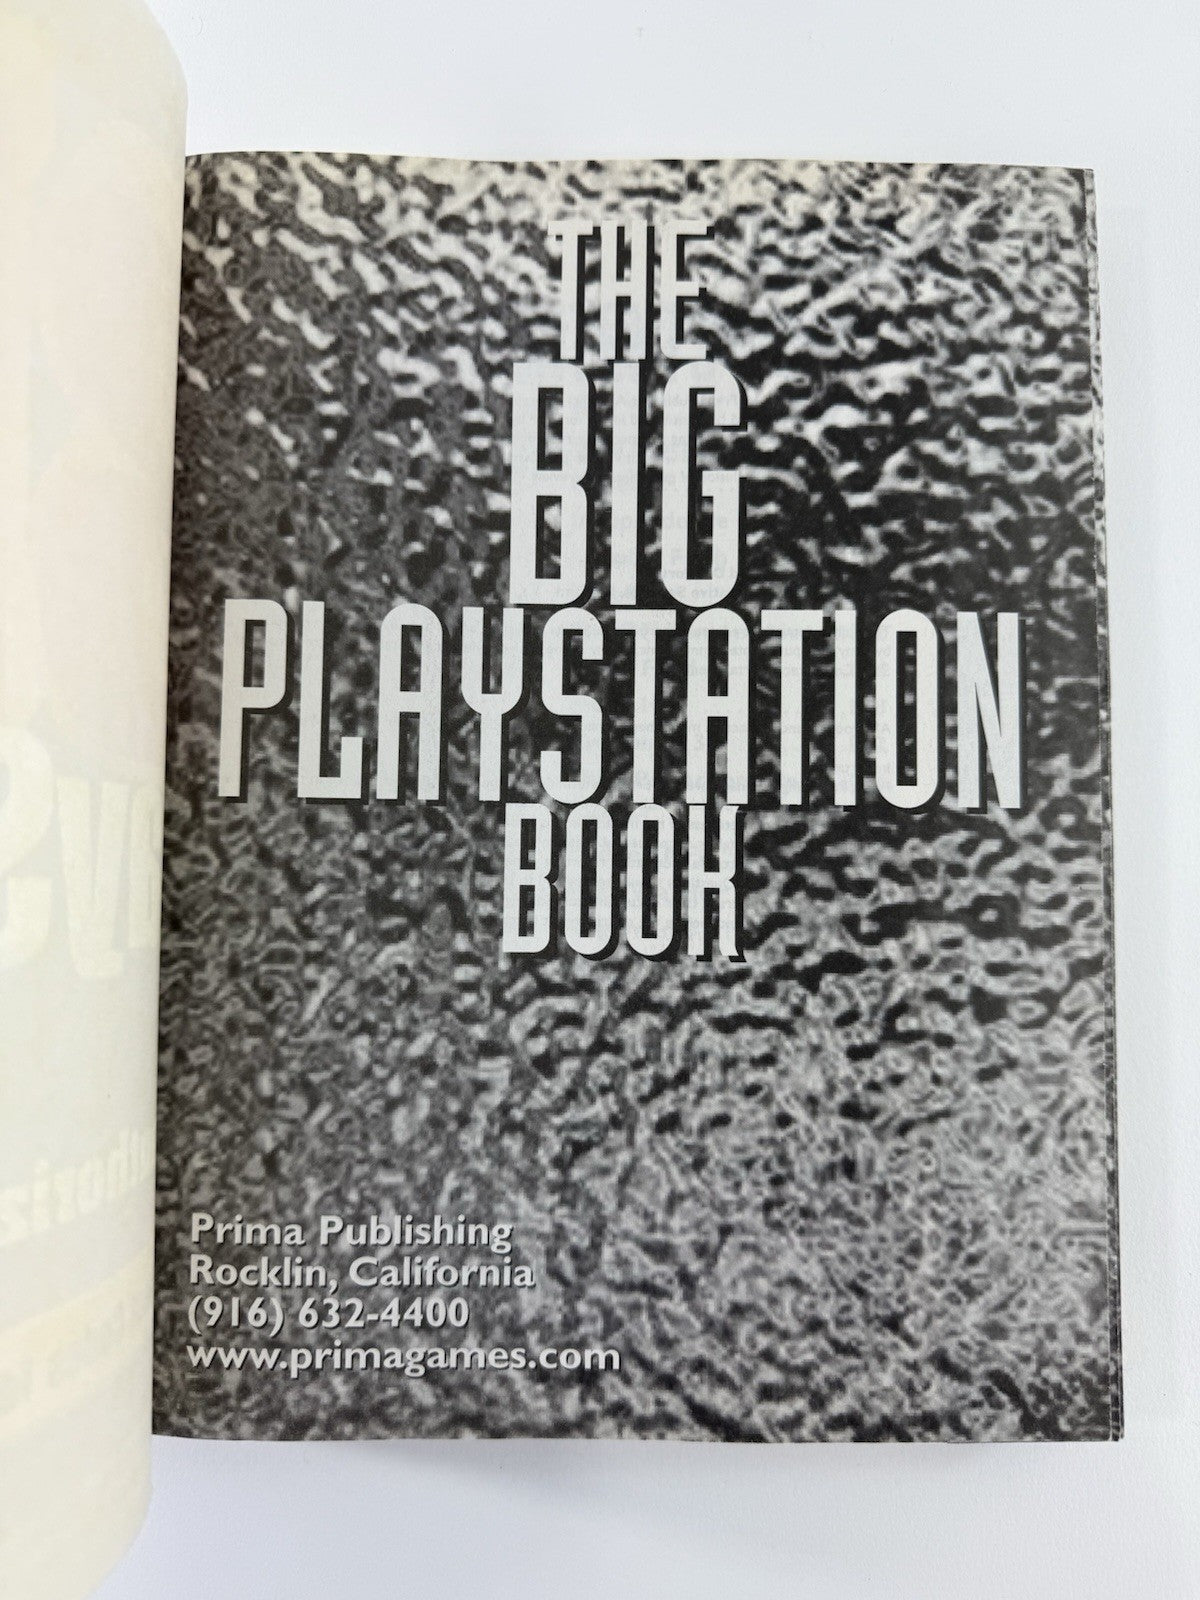 THE
BIG
PLAYSTATION
BOOK
Prima Publishing
Rocklin, California
(916) 632-4400
www.primagames.com